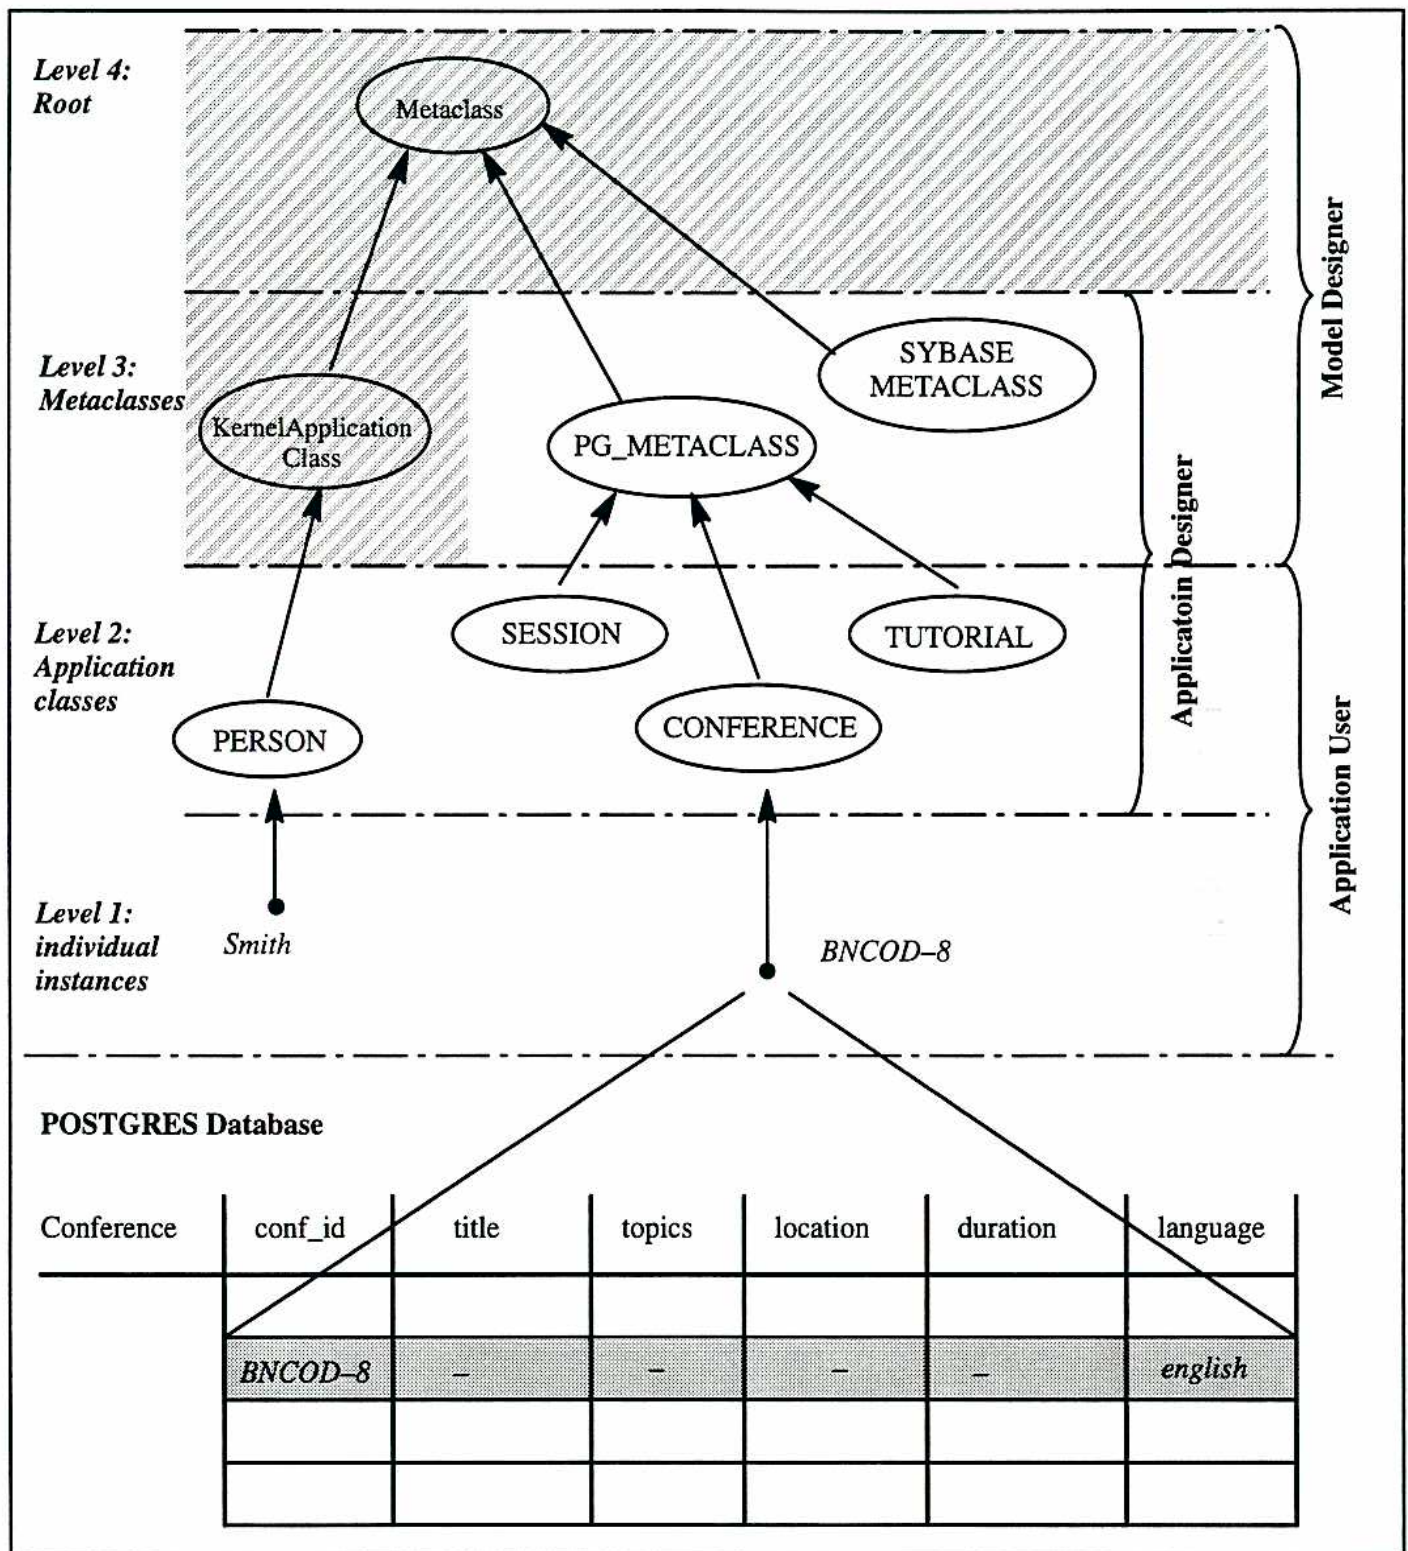 Level 4:
Root
Metaclass
Model Designer
Level 3:
Metaclasses
KernelApplication
Class
PG_METACLASS
SYBASE
METACLASS
Applicatoin Designer
Level 2:
Application
classes
SESSION
TUTORIAL
PERSON
CONFERENCE
Application User
Level 1:
individual
instances
Smith
BNCOD–8
POSTGRES Database
Conference conf_id title topics location duration language
BNCOD–8 – – – – english